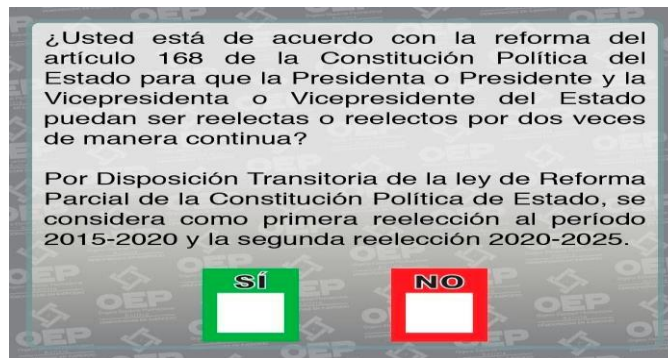 ¿Usted está de acuerdo con la reforma del
artículo 168 de la Constitución Política del
Estado para que la Presidenta o Presidente y la
Vicepresidenta o Vicepresidente del Estado
puedan ser reelectas o reelectos por dos veces
de manera continua?
Por Disposición Transitoria de la ley de Reforma
Parcial de la Constitución Política de Estado, se
considera como primera reelección al período
2015-2020 y la segunda reelección 2020-2025.
SÍ NO
OEP